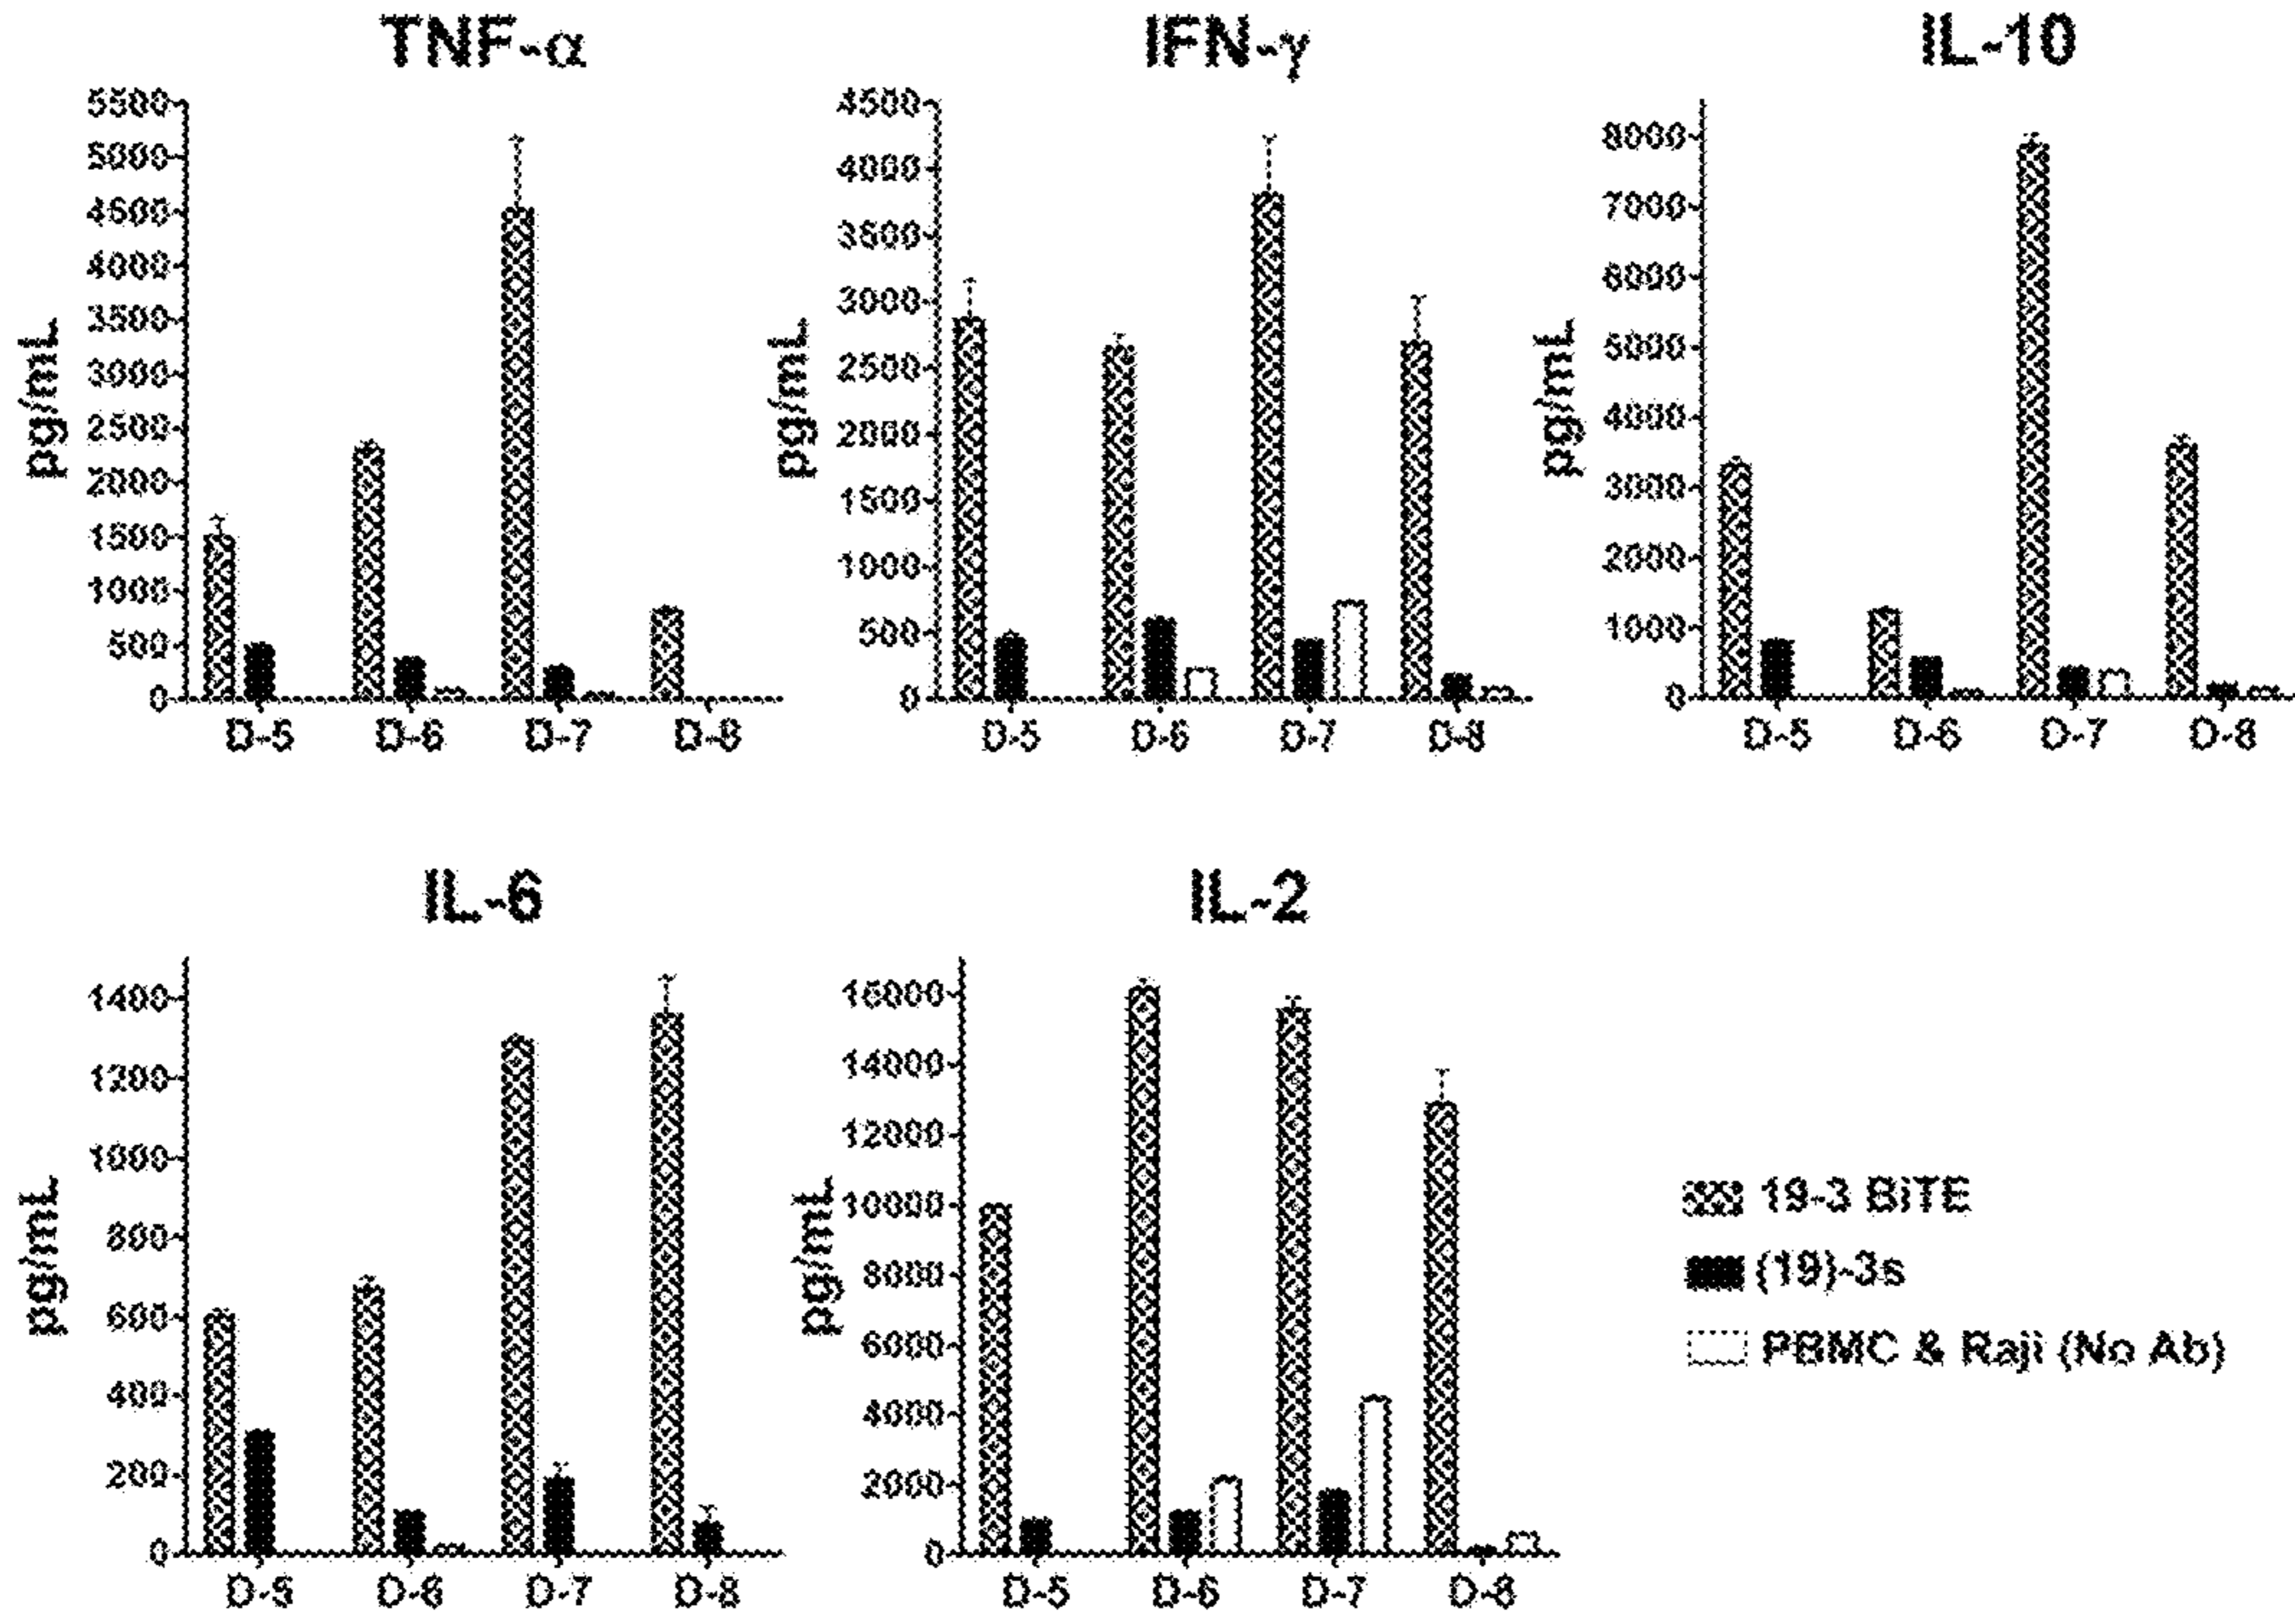 TNF-α
5500
5000
4500
4000
3500
3000
2500
2000
1500
1000
500
0
pg/mL
D-5 D-6 D-7 D-8
IFN-γ
4500
4000
3500
3000
2500
2000
1500
1000
500
0
pg/mL
D-5 D-6 D-7 D-8
IL-10
8000
7000
6000
5000
4000
3000
2000
1000
0
pg/mL
D-5 D-6 D-7 D-8
IL-6
1400
1200
1000
800
600
400
200
0
pg/mL
D-5 D-6 D-7 D-8
IL-2
16000
14000
12000
10000
8000
6000
4000
2000
0
pg/mL
D-5 D-6 D-7 D-8
19-3 BiTE
(19)-3s
PBMC & Raji (No Ab)